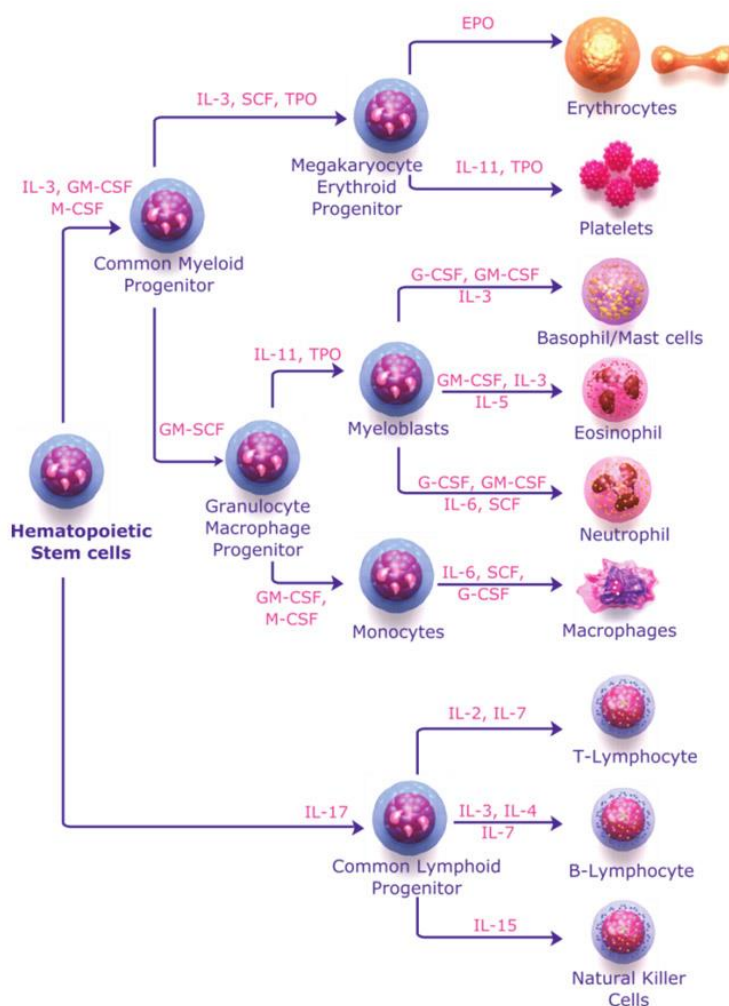 EPO
Erythrocytes
IL-3, SCF, TPO
Megakaryocyte
Erythroid
Progenitor
IL-11, TPO
Platelets
IL-3, GM-CSF
M-CSF
Common Myeloid
Progenitor
G-CSF, GM-CSF
IL-3
Basophil/Mast cells
IL-11, TPO
Myeloblasts
GM-CSF, IL-3
IL-5
Eosinophil
GM-SCF
Granulocyte
Macrophage
Progenitor
G-CSF, GM-CSF
IL-6, SCF
Neutrophil
Hematopoietic
Stem cells
GM-CSF,
M-CSF
Monocytes
IL-6, SCF,
G-CSF
Macrophages
IL-2, IL-7
T-Lymphocyte
IL-17
Common Lymphoid
Progenitor
IL-3, IL-4
IL-7
B-Lymphocyte
IL-15
Natural Killer
Cells